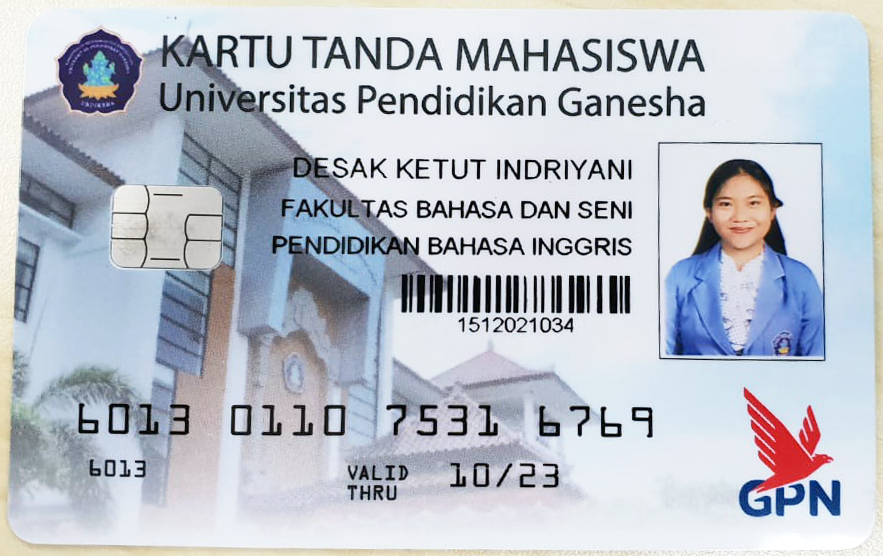 KARTU TANDA MAHASISWA
Universitas Pendidikan Ganesha
DESAK KETUT INDRIYANI
FAKULTAS BAHASA DAN SENI
PENDIDIKAN BAHASA INGGRIS
1512021034
6013 0110 7531 6769
6013
VALID THRU 10/23
GPN
UNDIKSHA